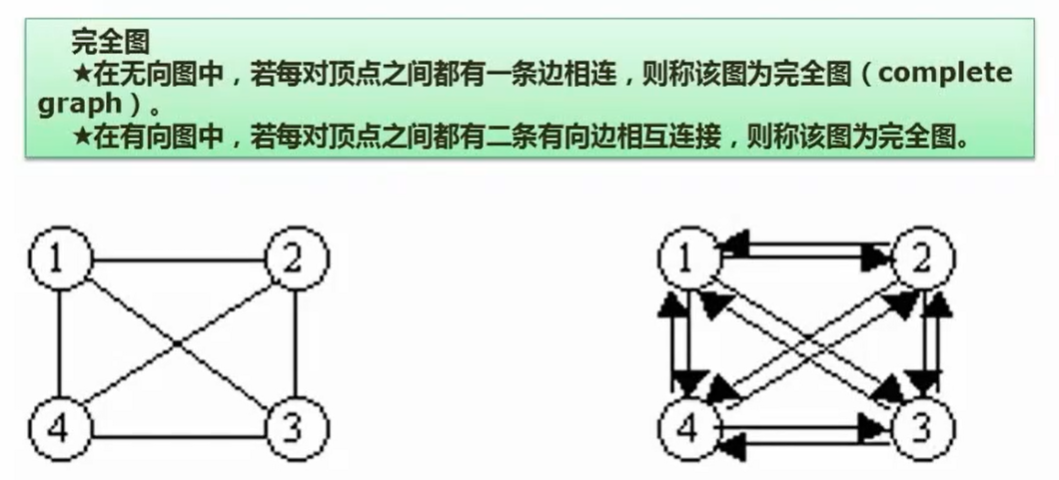 完全图
★在无向图中，若每对顶点之间都有一条边相连，则称该图为完全图（complete
graph）。
★在有向图中，若每对顶点之间都有二条有向边相互连接，则称该图为完全图。
1 2 1 2
4 3 4 3